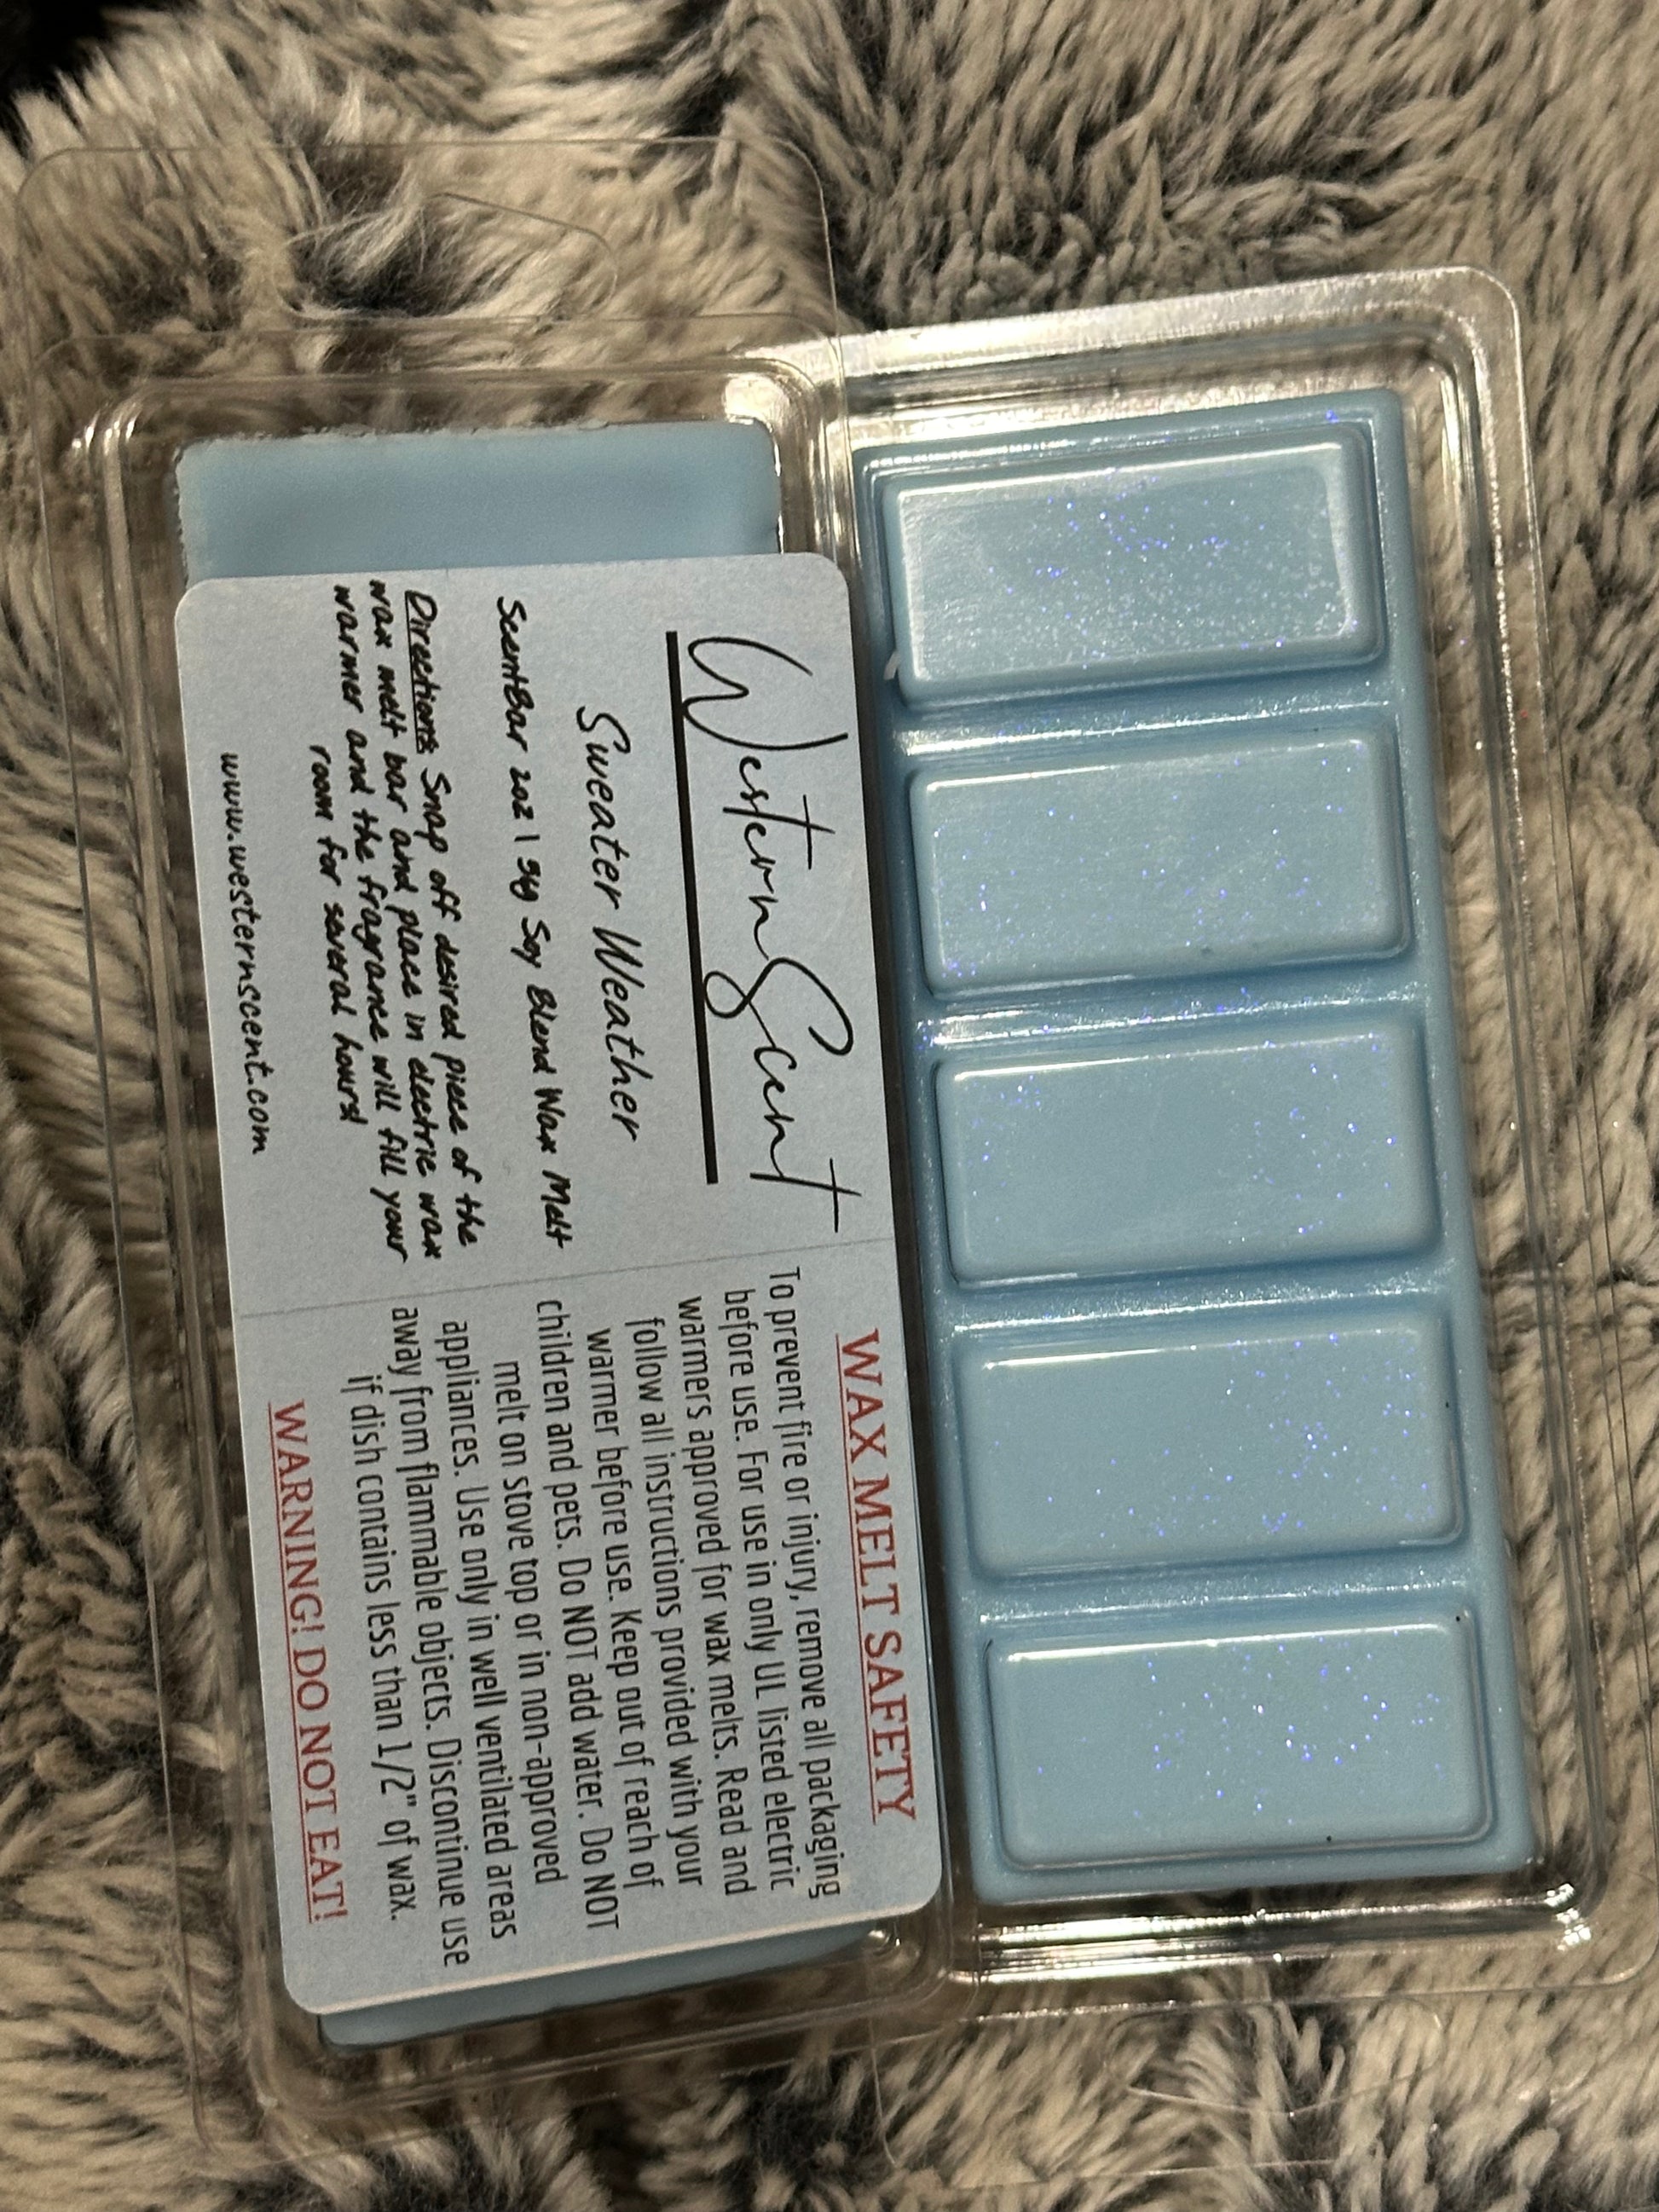 Western Scent
Sweater Weather
ScentBar 2oz | 56g Soy Blend Wax Melt
Directions: Snap off desired piece of the
wax melt bar and place in electric wax
warmer and the fragrance will fill your
room for several hours!
www.westernscent.com
WAX MELT SAFETY
To prevent fire or injury, remove all packaging
before use. For use in only UL listed electric
warmers approved for wax melts. Read and
follow all instructions provided with your
warmer before use. Keep out of reach of
children and pets. Do NOT add water. Do NOT
melt on stove top or in non-approved
appliances. Use only in well ventilated areas
away from flammable objects. Discontinue use
if dish contains less than 1/2" of wax.
WARNING! DO NOT EAT!